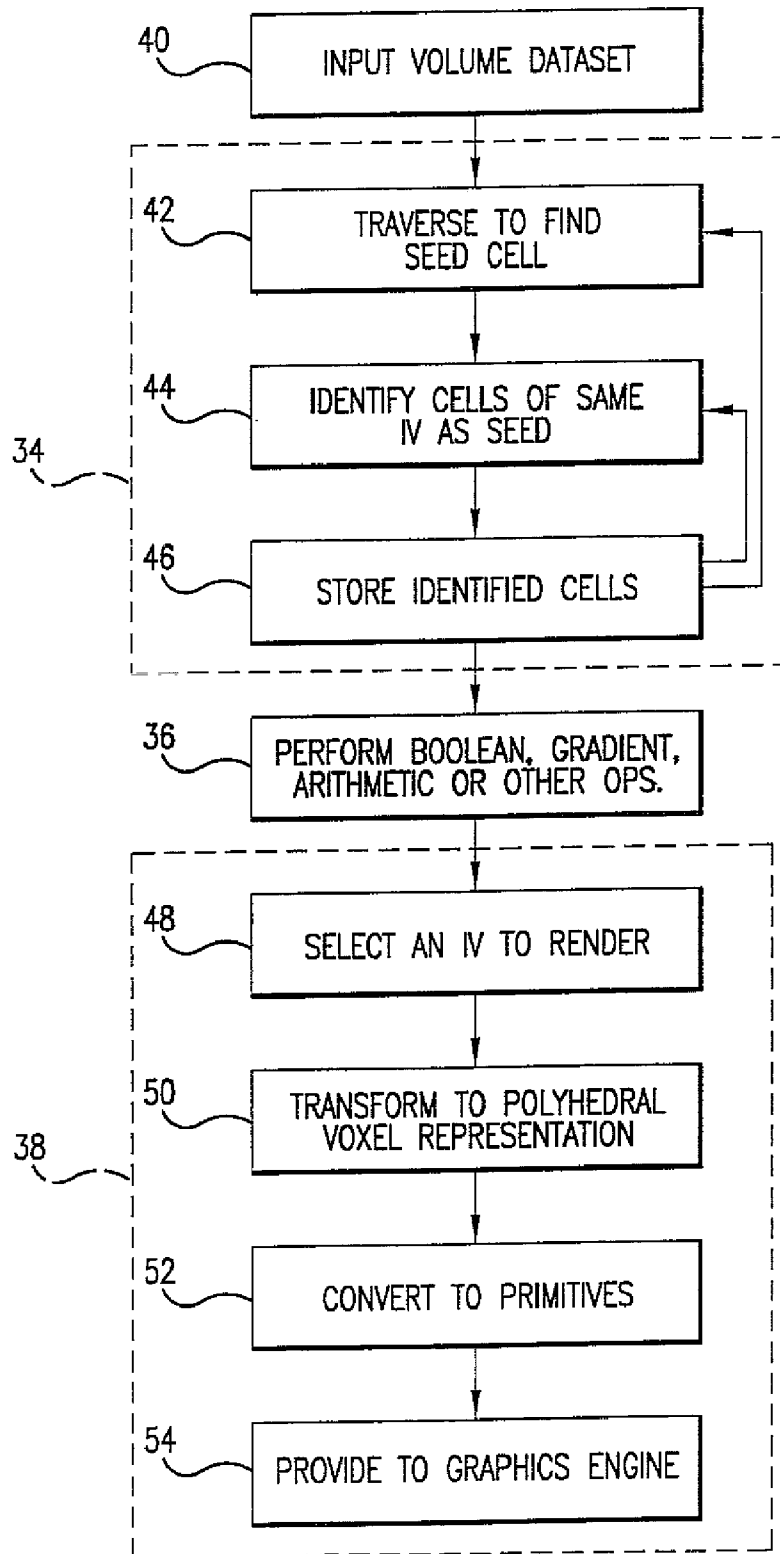 40
INPUT VOLUME DATASET
42
TRAVERSE TO FIND
SEED CELL
44
IDENTIFY CELLS OF SAME
IV AS SEED
34
46
STORE IDENTIFIED CELLS
36
PERFORM BOOLEAN, GRADIENT,
ARITHMETIC OR OTHER OPS.
48
SELECT AN IV TO RENDER
50
TRANSFORM TO POLYHEDRAL
VOXEL REPRESENTATION
38
52
CONVERT TO PRIMITIVES
54
PROVIDE TO GRAPHICS ENGINE